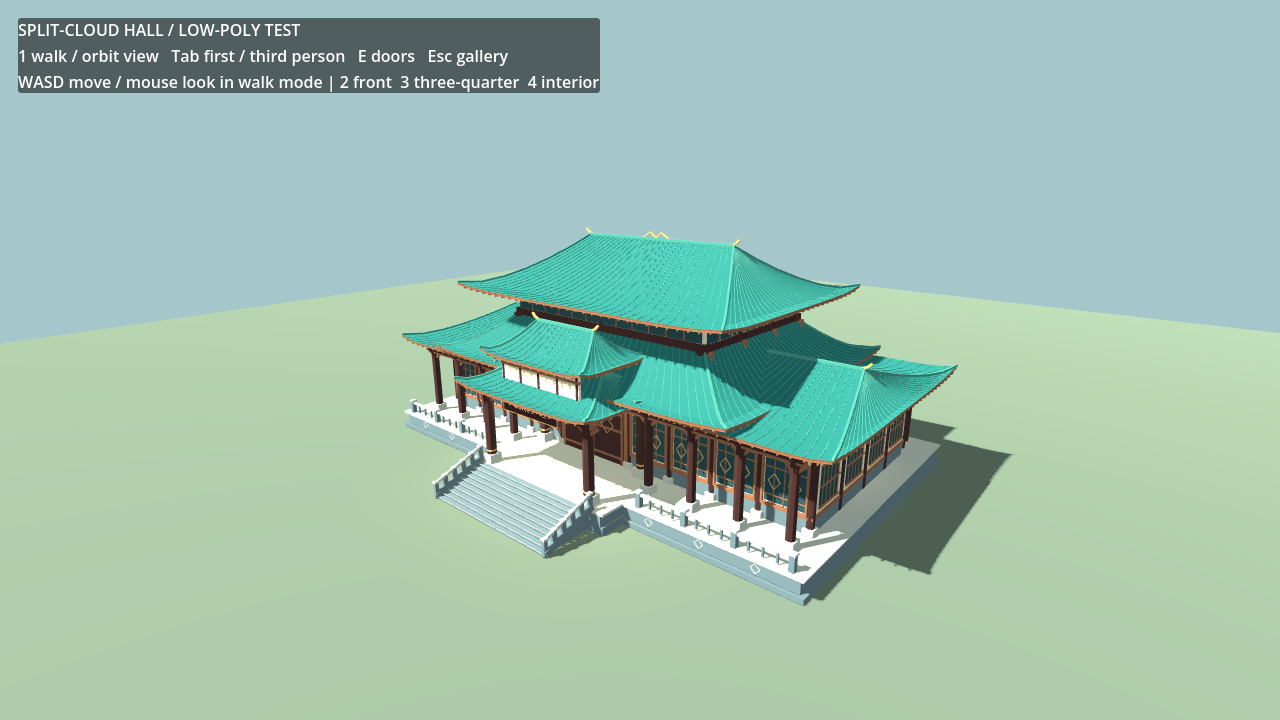 SPLIT-CLOUD HALL / LOW-POLY TEST
1 walk / orbit view   Tab first / third person   E doors   Esc gallery
WASD move / mouse look in walk mode | 2 front  3 three-quarter  4 interior